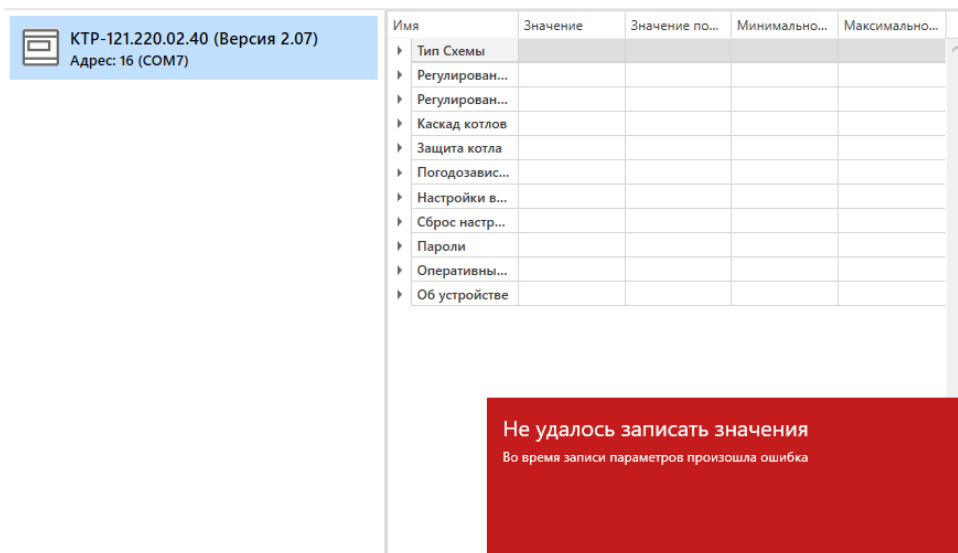 КТР-121.220.02.40 (Версия 2.07)
Адрес: 16 (COM7)
Имя Значение Значение по... Минимально... Максимально...
Тип Схемы
Регулирован...
Регулирован...
Каскад котлов
Защита котла
Погодозавис...
Настройки в...
Сброс настр...
Пароли
Оперативны...
Об устройстве
Не удалось записать значения
Во время записи параметров произошла ошибка